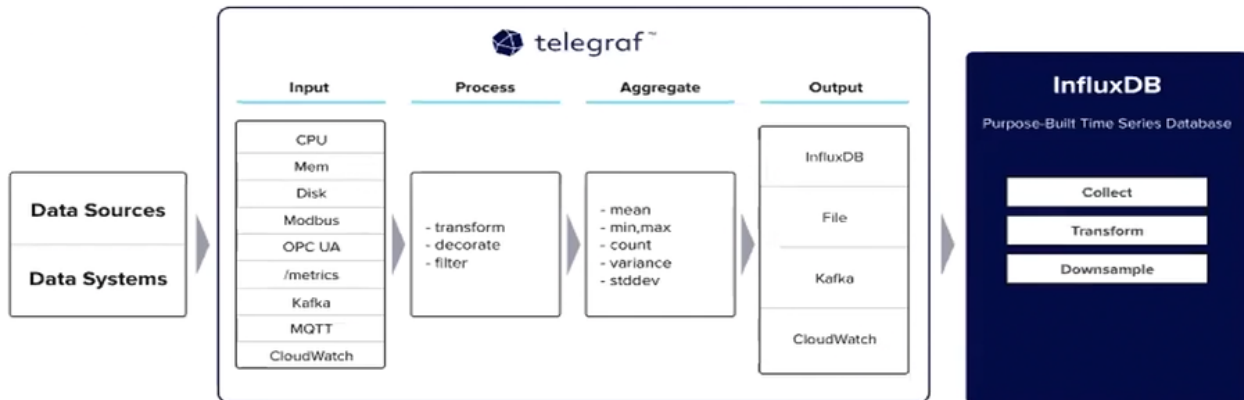 telegraf™
Input
Process
Aggregate
Output
Data Sources
Data Systems
CPU
Mem
Disk
Modbus
OPC UA
/metrics
Kafka
MQTT
CloudWatch
- transform
- decorate
- filter
- mean
- min,max
- count
- variance
- stddev
InfluxDB
File
Kafka
CloudWatch
InfluxDB
Purpose-Built Time Series Database
Collect
Transform
Downsample